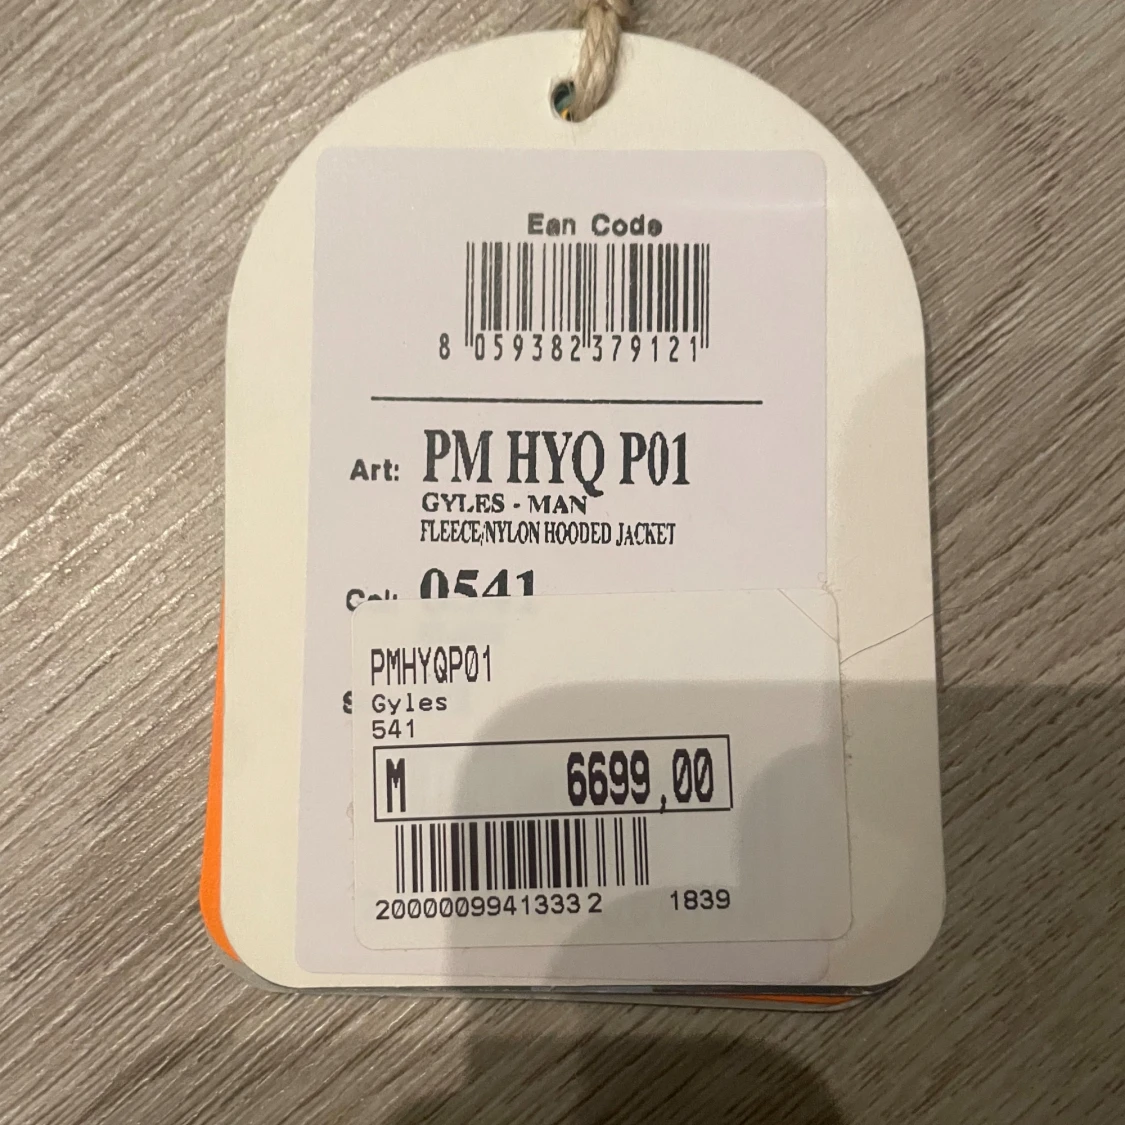 Ean Code
8 059382 379121
Art: PM HYQ P01
GYLES - MAN
FLEECE/NYLON HOODED JACKET
Col: 0541
PMHYQP01
Gyles
541
M 6699,00
2000009941333 2 1839